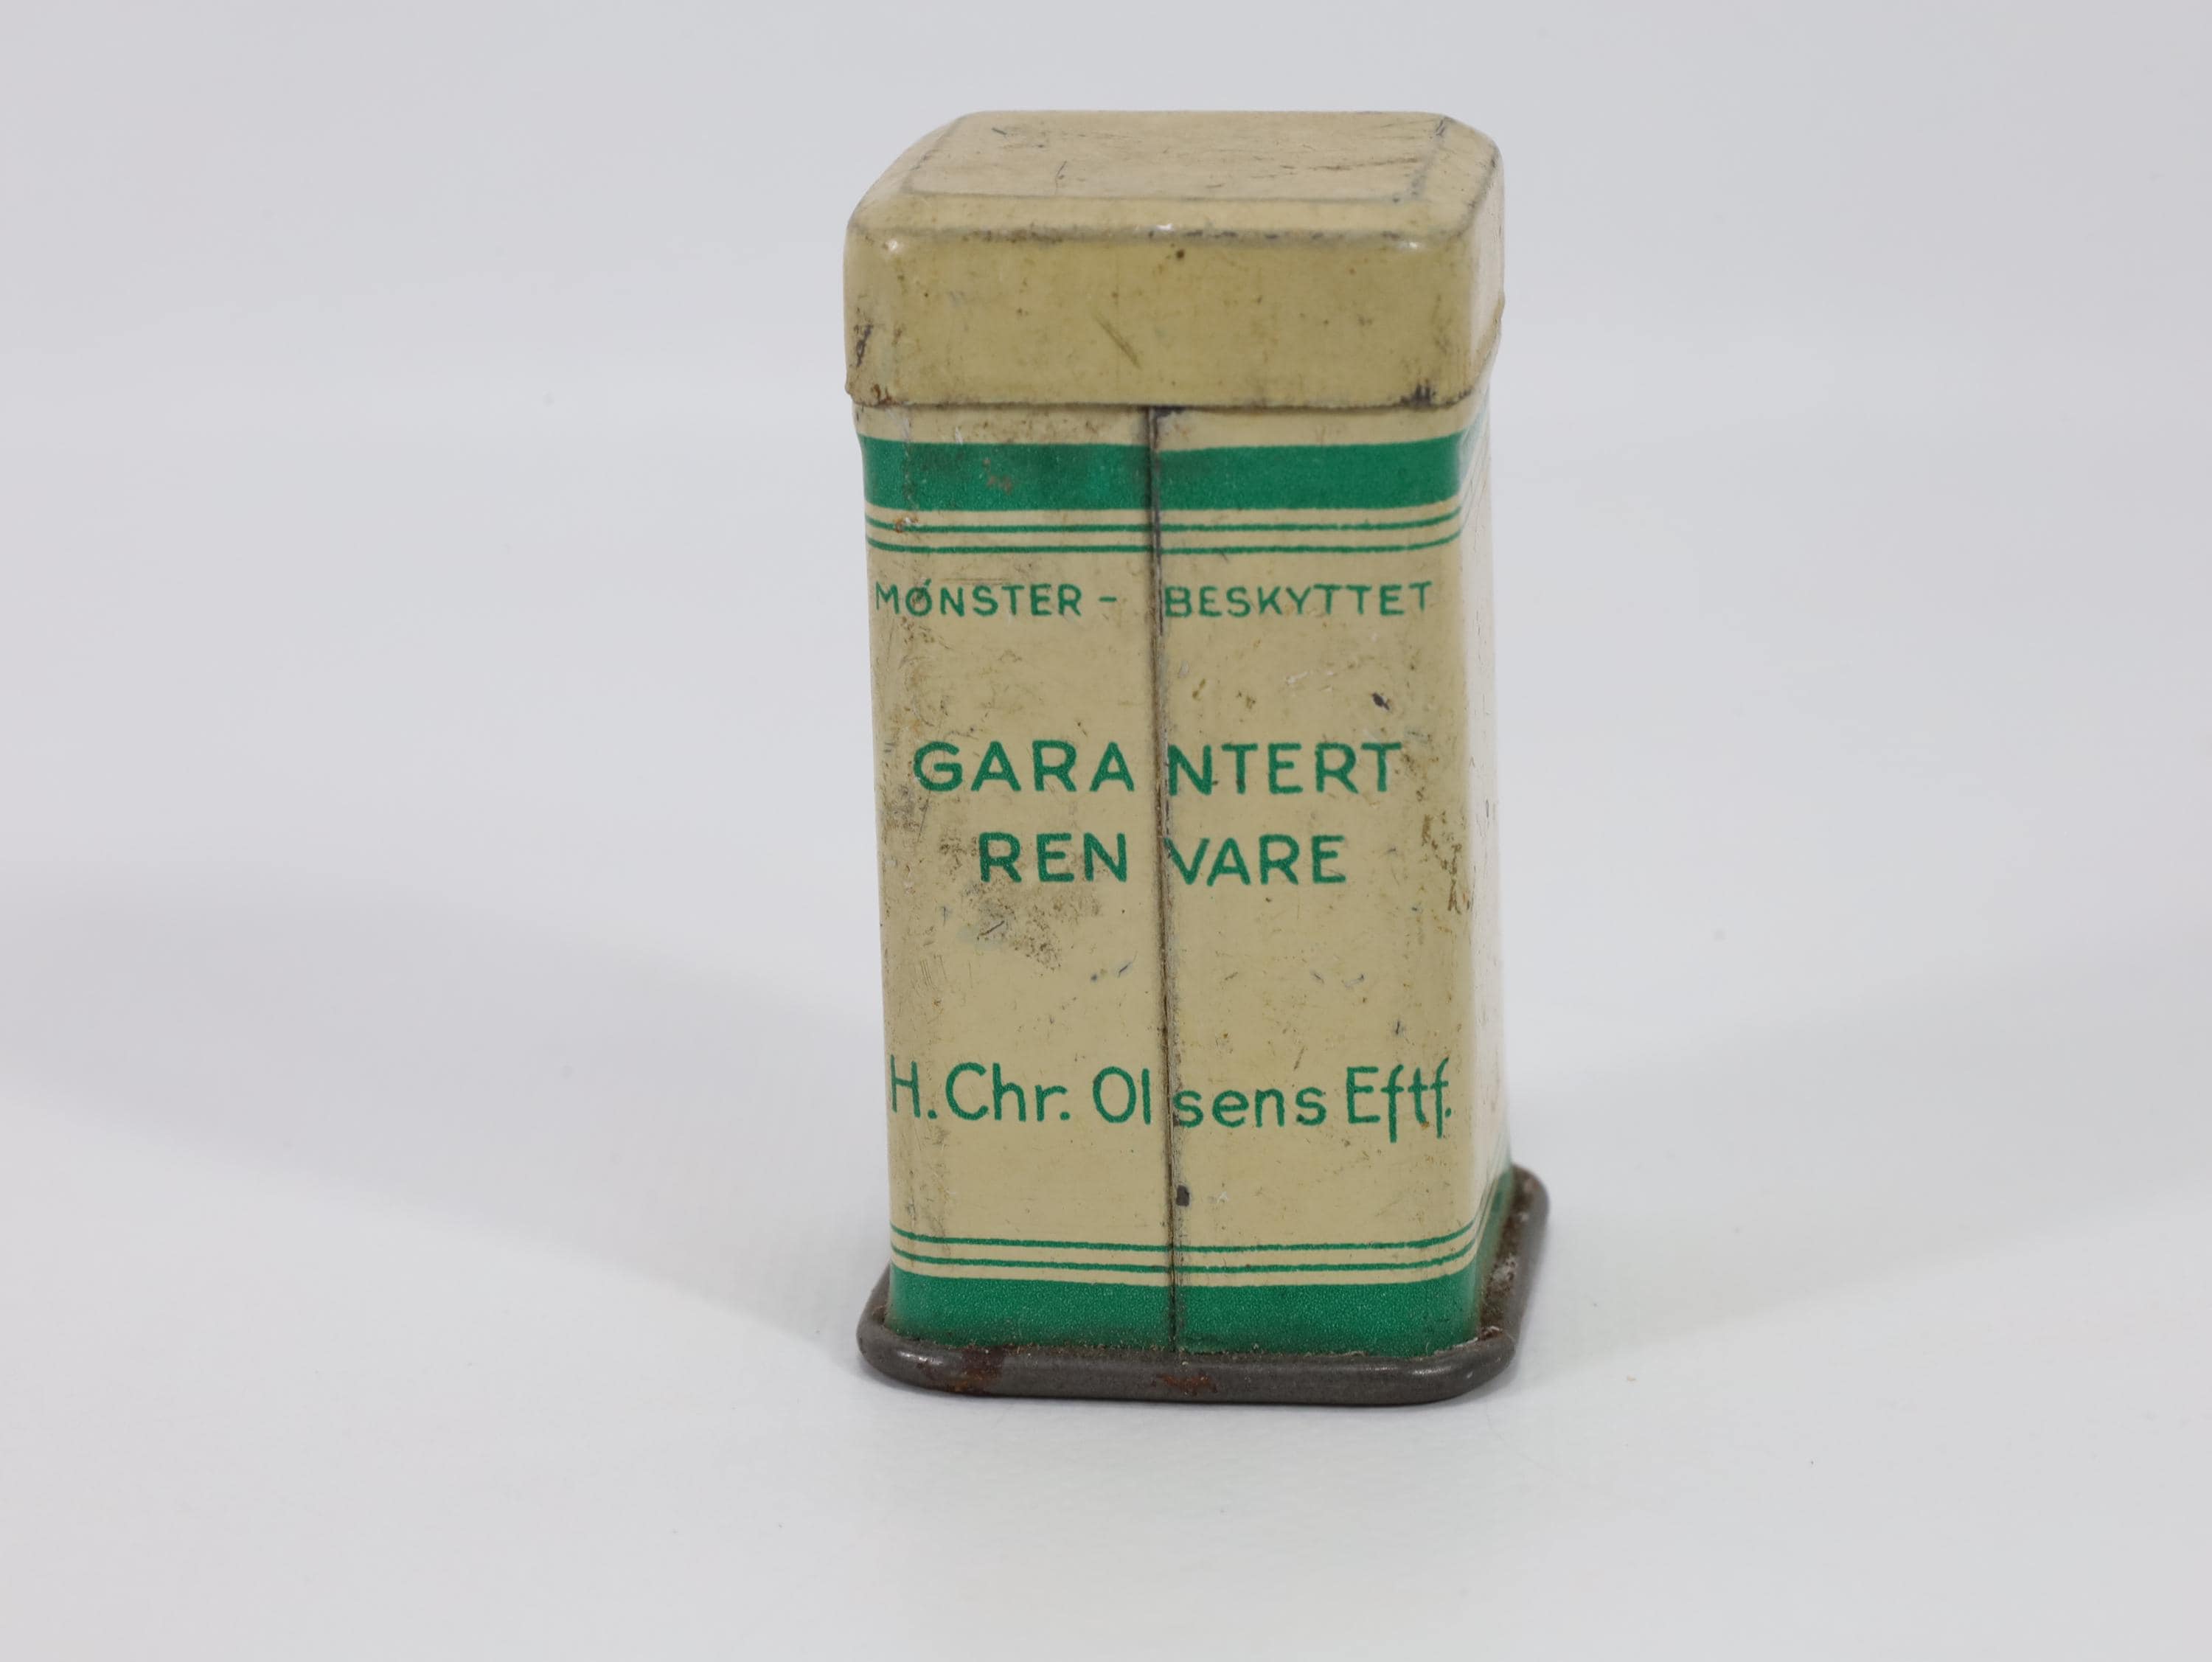 MØNSTER - BESKYTTET
GARANTERT
REN VARE
H. Chr. Olsens Eftf.